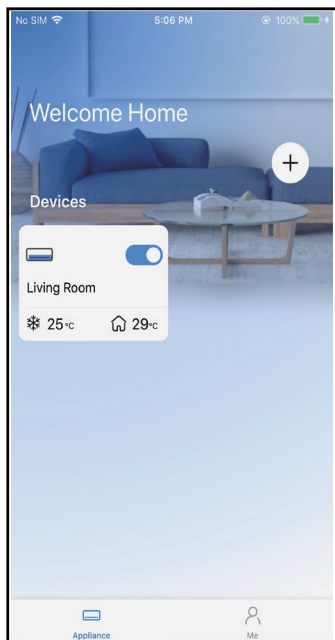 No SIM 5:06 PM 100%
Welcome Home
+
Devices
Living Room
25°C 29°C
Appliance Me